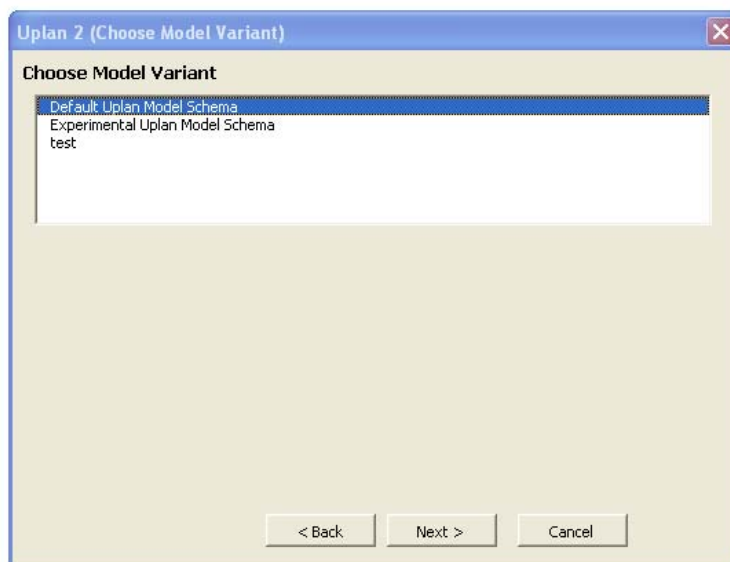 Uplan 2 (Choose Model Variant)
Choose Model Variant
Default Uplan Model Schema
Experimental Uplan Model Schema
test
< Back Next > Cancel